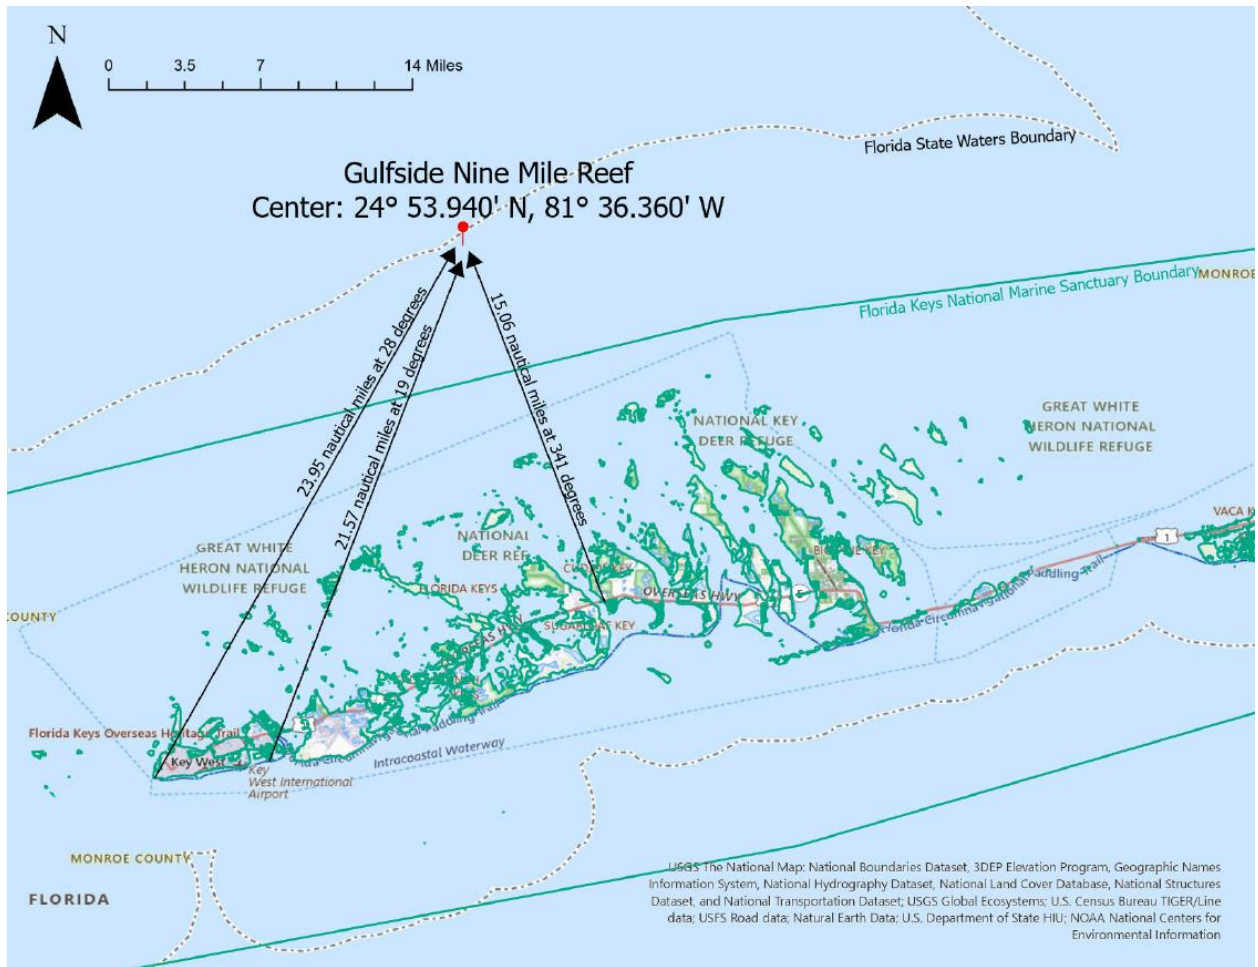 N
0 3.5 7 14 Miles
Florida State Waters Boundary
Gulfside Nine Mile Reef
Center: 24° 53.940' N, 81° 36.360' W
Florida Keys National Marine Sanctuary Boundary
MONROE
23.95 nautical miles at 28 degrees
21.57 nautical miles at 19 degrees
15.06 nautical miles at 341 degrees
NATIONAL KEY
DEER REFUGE
GREAT WHITE
HERON NATIONAL
WILDLIFE REFUGE
VACA K
1
NATIONAL
DEER REF
GREAT WHITE
HERON NATIONAL
WILDLIFE REFUGE
FLORIDA KEYS
OVERSEAS HWY
5
SUGARLOAF KEY
COUNTY
Florida Keys Overseas Heritage Trail
Key West
Key
West International
Airport
Intracoastal Waterway
MONROE COUNTY
FLORIDA
USGS The National Map: National Boundaries Dataset, 3DEP Elevation Program, Geographic Names
Information System, National Hydrography Dataset, National Land Cover Database, National Structures
Dataset, and National Transportation Dataset; USGS Global Ecosystems; U.S. Census Bureau TIGER/Line
data; USFS Road data; Natural Earth Data; U.S. Department of State HIU; NOAA National Centers for
Environmental Information